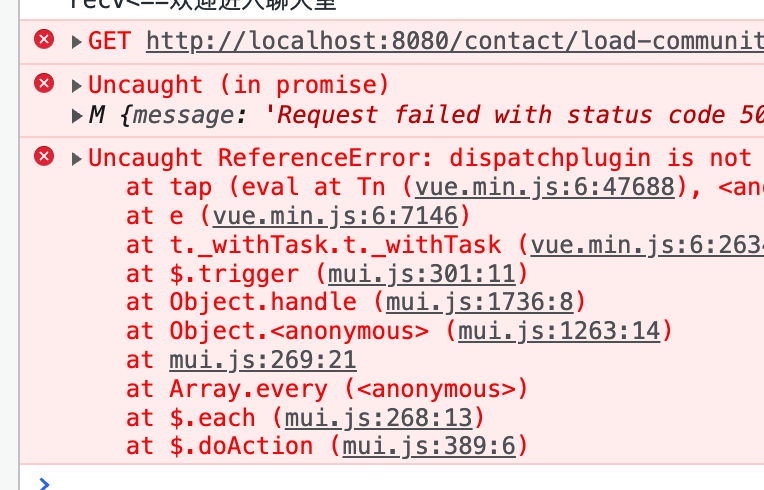 recv<==欢迎进入聊天室
GET http://localhost:8080/contact/load-communit
Uncaught (in promise)
M {message: 'Request failed with status code 50
Uncaught ReferenceError: dispatchplugin is not
at tap (eval at Tn (vue.min.js:6:47688), <an
at e (vue.min.js:6:7146)
at t._withTask.t._withTask (vue.min.js:6:2634
at $.trigger (mui.js:301:11)
at Object.handle (mui.js:1736:8)
at Object.<anonymous> (mui.js:1263:14)
at mui.js:269:21
at Array.every (<anonymous>)
at $.each (mui.js:268:13)
at $.doAction (mui.js:389:6)